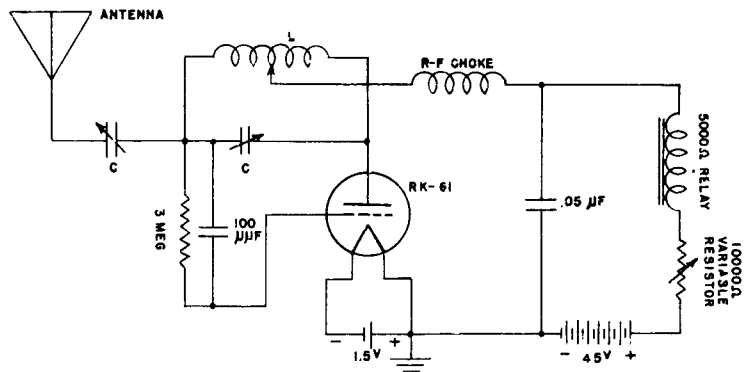 ANTENNA
L
R-F CHOKE
C
C
RK-61
3 MEG
100
μμF
.05 μF
5000Ω RELAY
10000Ω
VARIABLE
RESISTOR
- 1.5V +
- 45V +